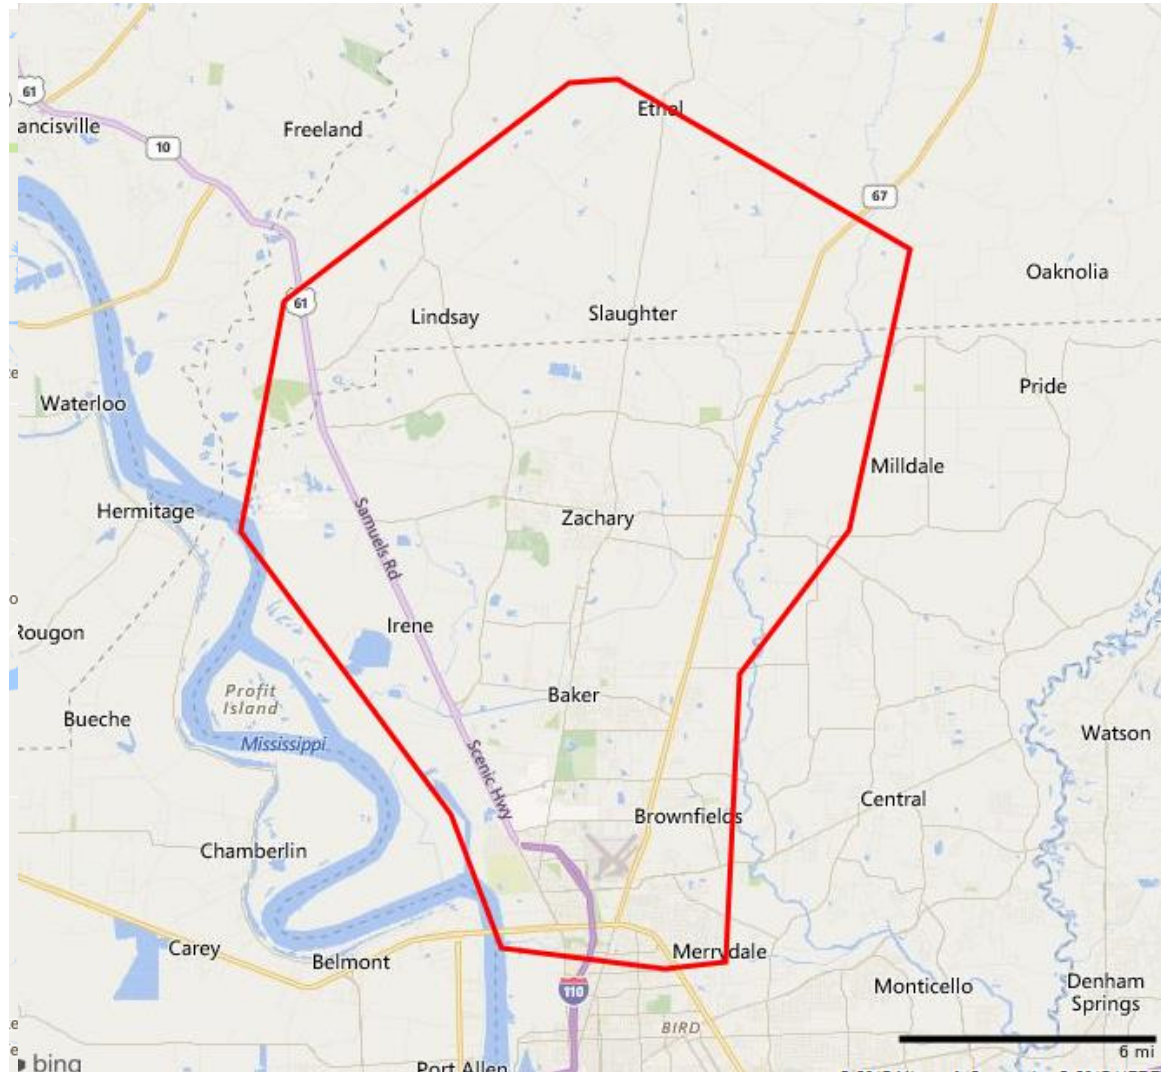 61
Ethel
ancisville
Freeland
10
67
Oaknolia
61
Lindsay
Slaughter
Pride
Waterloo
Milldale
Hermitage
Zachary
Samuels Rd
Irene
Rougon
Profit
Island
Baker
Bueche
Mississippi
Watson
Scenic Hwy
Central
Brownfields
Chamberlin
Carey
Belmont
Merrydale
Monticello
Denham
Springs
110
BIRD
6 mi
bing
Port Allen